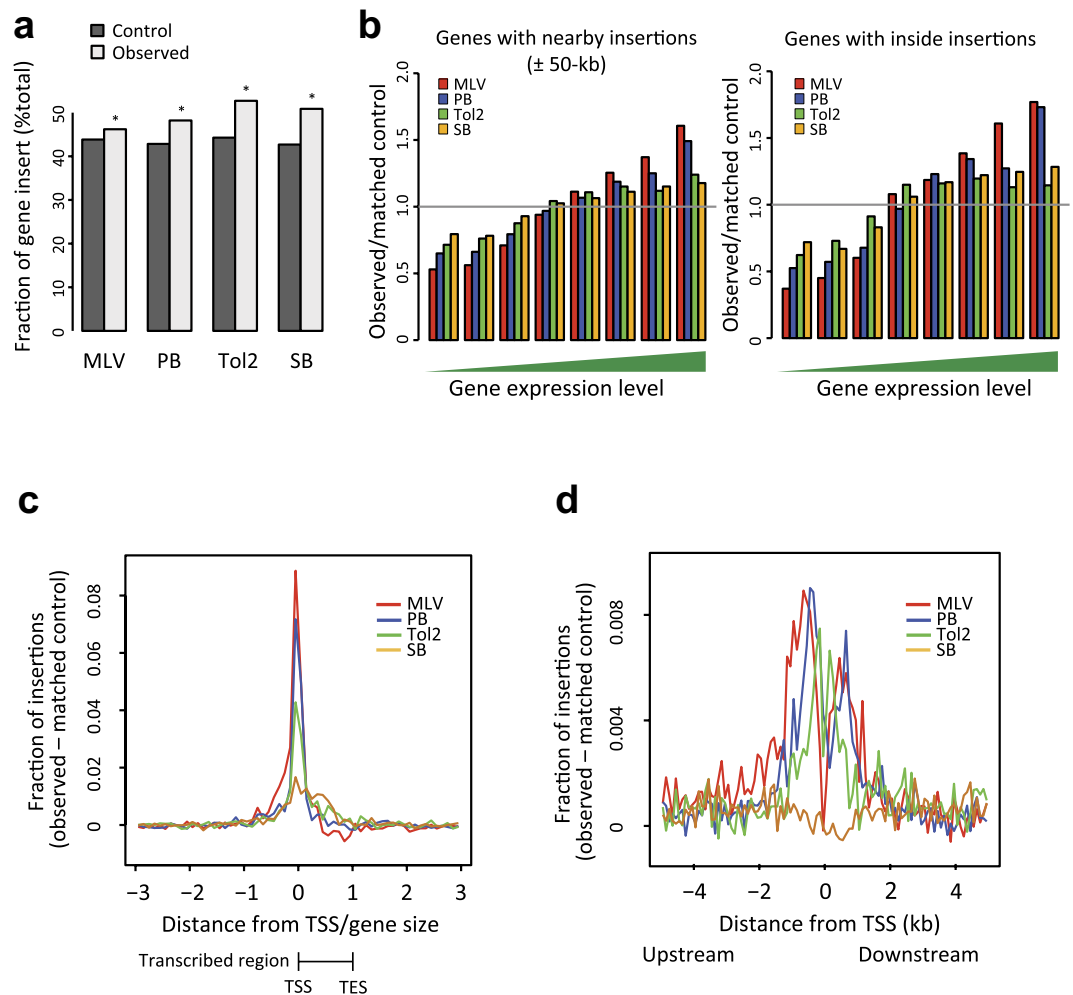 a
Control
Observed
Fraction of gene insert (%total)
0
10
20
30
40
50
*
*
*
*
MLV
PB
Tol2
SB
b
Genes with nearby insertions
(± 50-kb)
Observed/matched control
0
0.5
1.0
1.5
2.0
MLV
PB
Tol2
SB
Gene expression level
Genes with inside insertions
Observed/matched control
0
0.5
1.0
1.5
2.0
MLV
PB
Tol2
SB
Gene expression level
c
Fraction of insertions
(observed – matched control)
0
0.02
0.04
0.06
0.08
MLV
PB
Tol2
SB
−3
−2
−1
0
1
2
3
Distance from TSS/gene size
Transcribed region
TSS
TES
d
Fraction of insertions
(observed – matched control)
0
0.004
0.008
MLV
PB
Tol2
SB
−4
−2
0
2
4
Distance from TSS (kb)
Upstream
Downstream